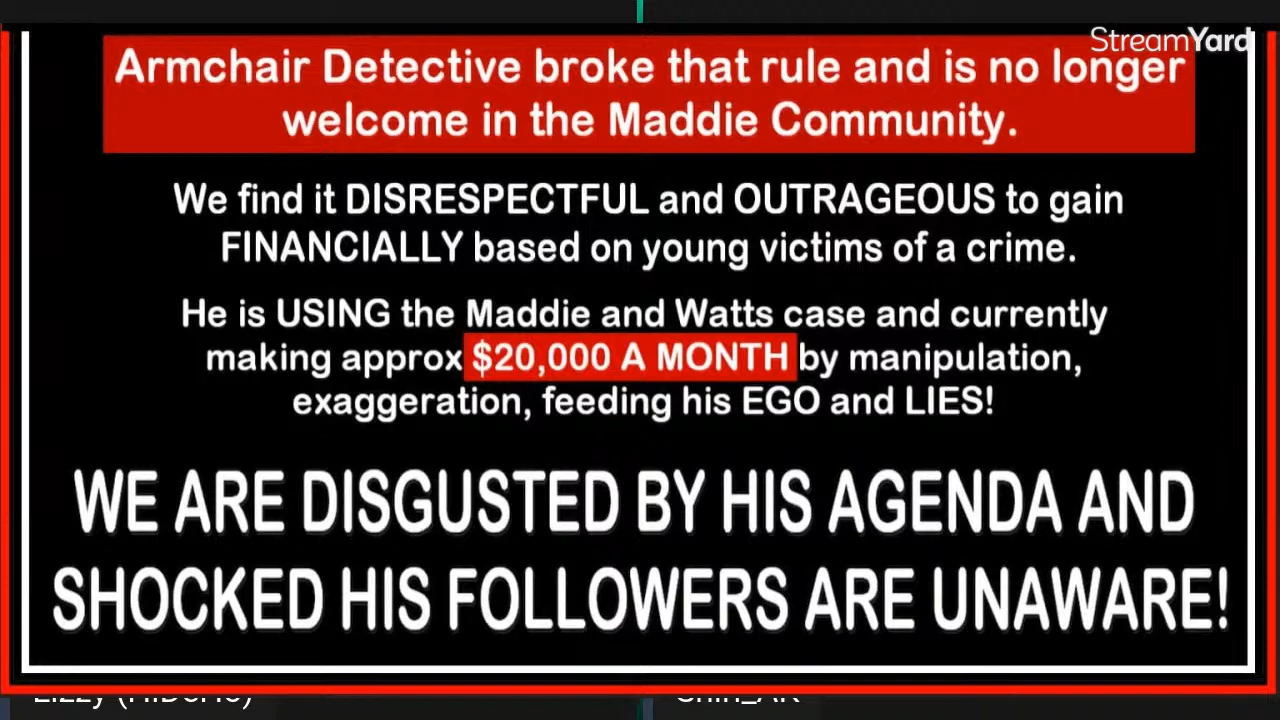 StreamYard
Armchair Detective broke that rule and is no longer
welcome in the Maddie Community.
We find it DISRESPECTFUL and OUTRAGEOUS to gain
FINANCIALLY based on young victims of a crime.
He is USING the Maddie and Watts case and currently
making approx $20,000 A MONTH by manipulation,
exaggeration, feeding his EGO and LIES!
WE ARE DISGUSTED BY HIS AGENDA AND
SHOCKED HIS FOLLOWERS ARE UNAWARE!